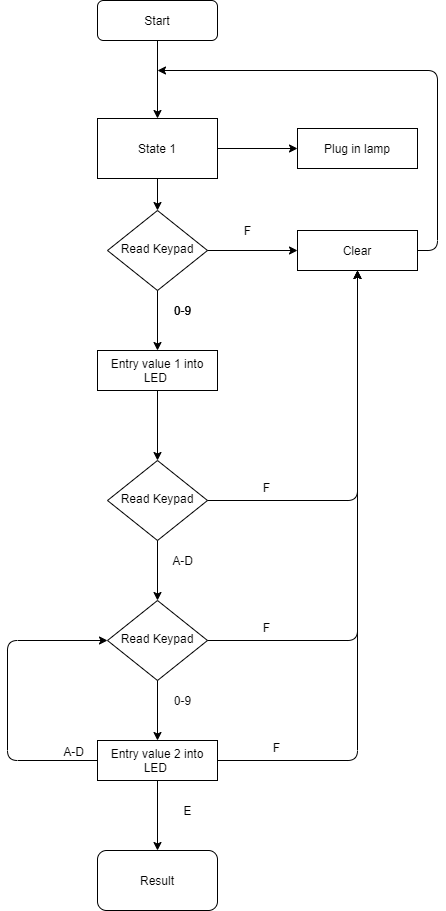 Start
State 1
Plug in lamp
Read Keypad
F
Clear
0-9
Entry value 1 into
LED
Read Keypad
F
A-D
Read Keypad
F
0-9
A-D
Entry value 2 into
LED
F
E
Result